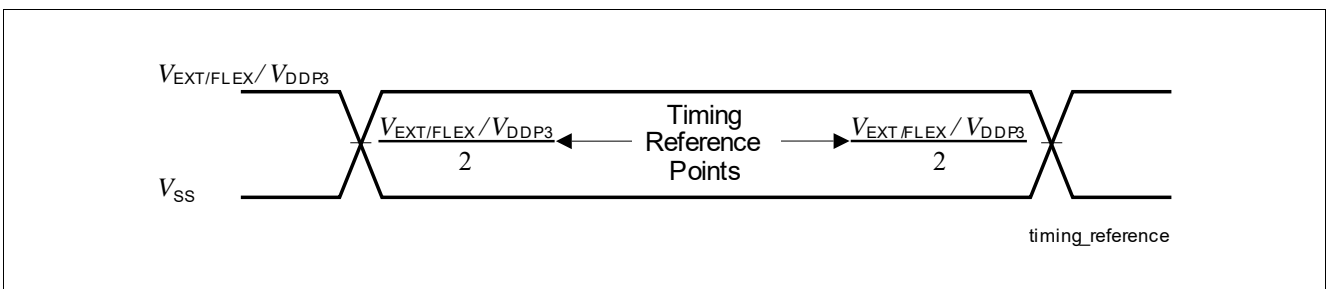 VEXT/FLEX/VDDP3
VEXT/FLEX/VDDP3
2
Timing
Reference
Points
VEXT/FLEX/VDDP3
2
VSS
timing_reference